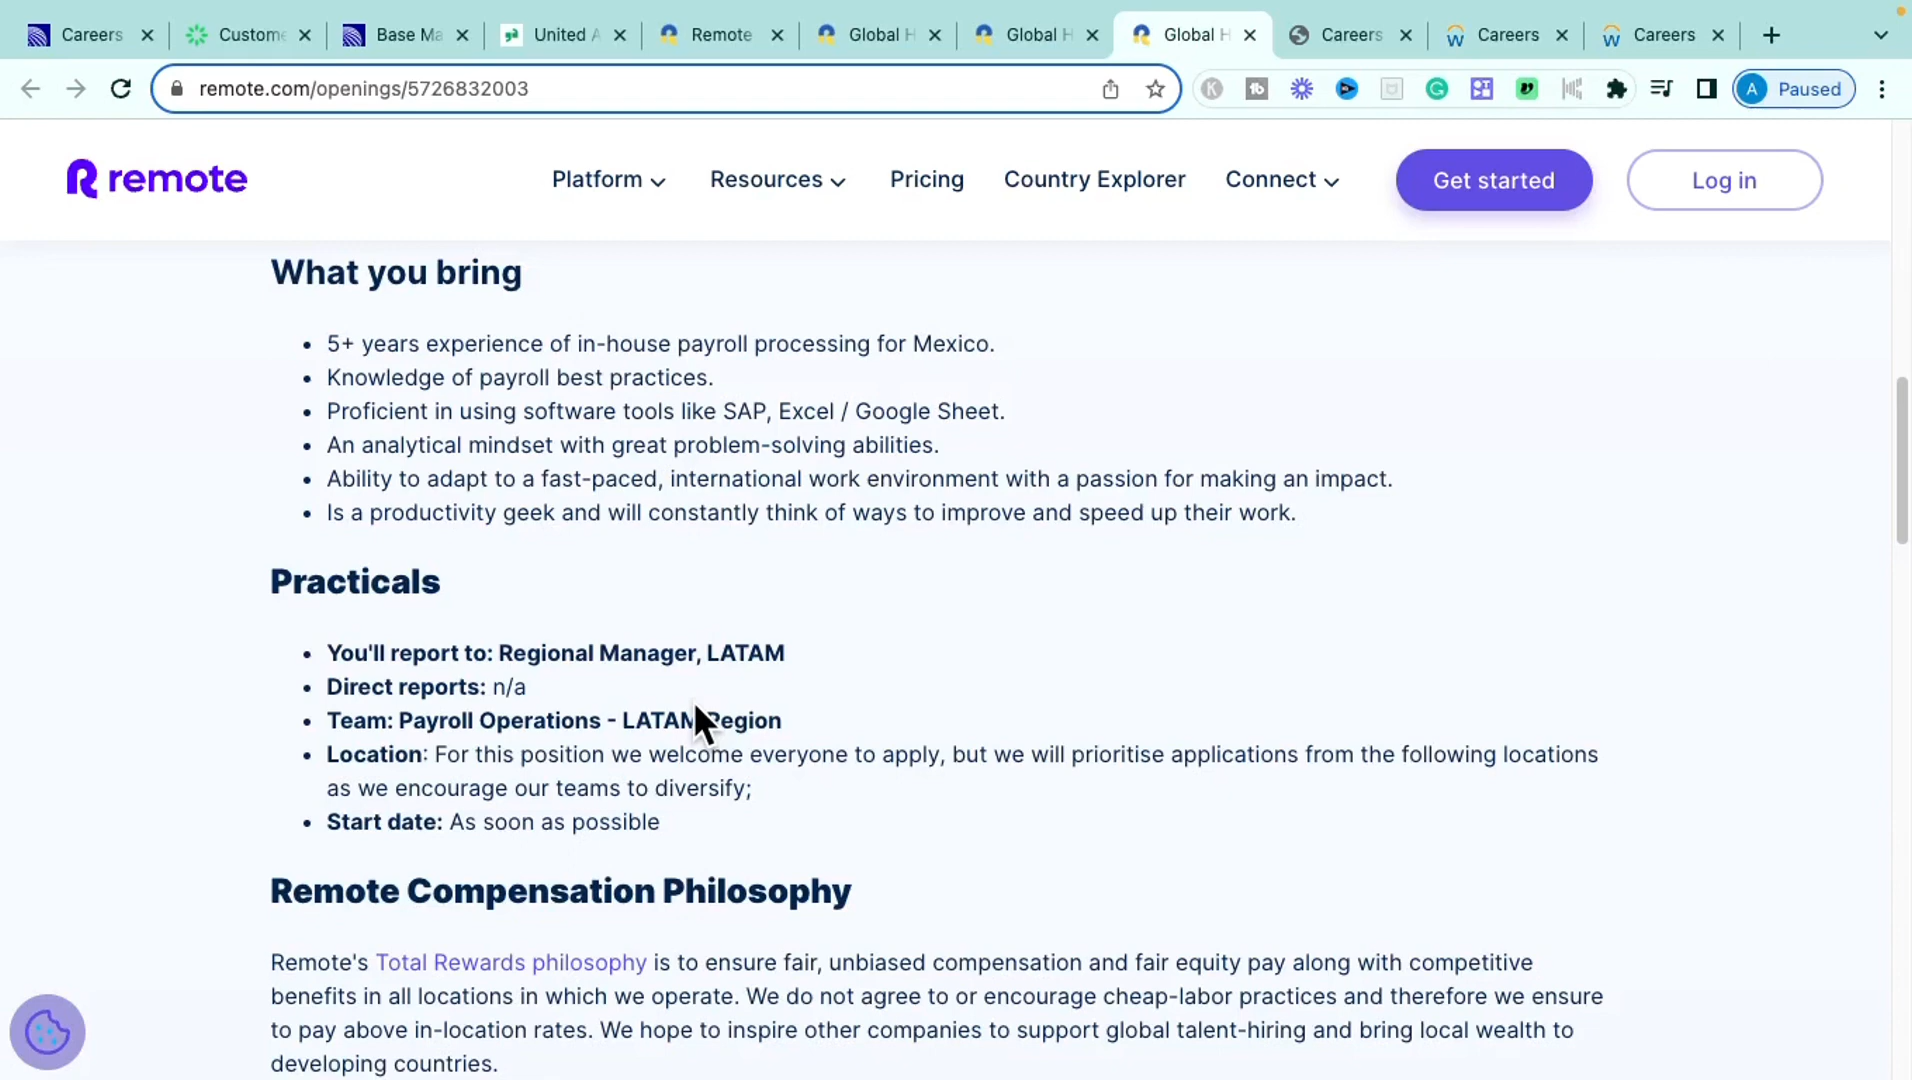 Careers
Custome
Base Ma
United A
Remote
Global H
Global H
Global H
Careers
Careers
Careers
remote.com/openings/5726832003
A Paused
remote
Platform
Resources
Pricing
Country Explorer
Connect
Get started
Log in
What you bring
5+ years experience of in-house payroll processing for Mexico.
Knowledge of payroll best practices.
Proficient in using software tools like SAP, Excel / Google Sheet.
An analytical mindset with great problem-solving abilities.
Ability to adapt to a fast-paced, international work environment with a passion for making an impact.
Is a productivity geek and will constantly think of ways to improve and speed up their work.
Practicals
You'll report to: Regional Manager, LATAM
Direct reports: n/a
Team: Payroll Operations - LATAM Region
Location: For this position we welcome everyone to apply, but we will prioritise applications from the following locations
as we encourage our teams to diversify;
Start date: As soon as possible
Remote Compensation Philosophy
Remote's Total Rewards philosophy is to ensure fair, unbiased compensation and fair equity pay along with competitive
benefits in all locations in which we operate. We do not agree to or encourage cheap-labor practices and therefore we ensure
to pay above in-location rates. We hope to inspire other companies to support global talent-hiring and bring local wealth to
developing countries.